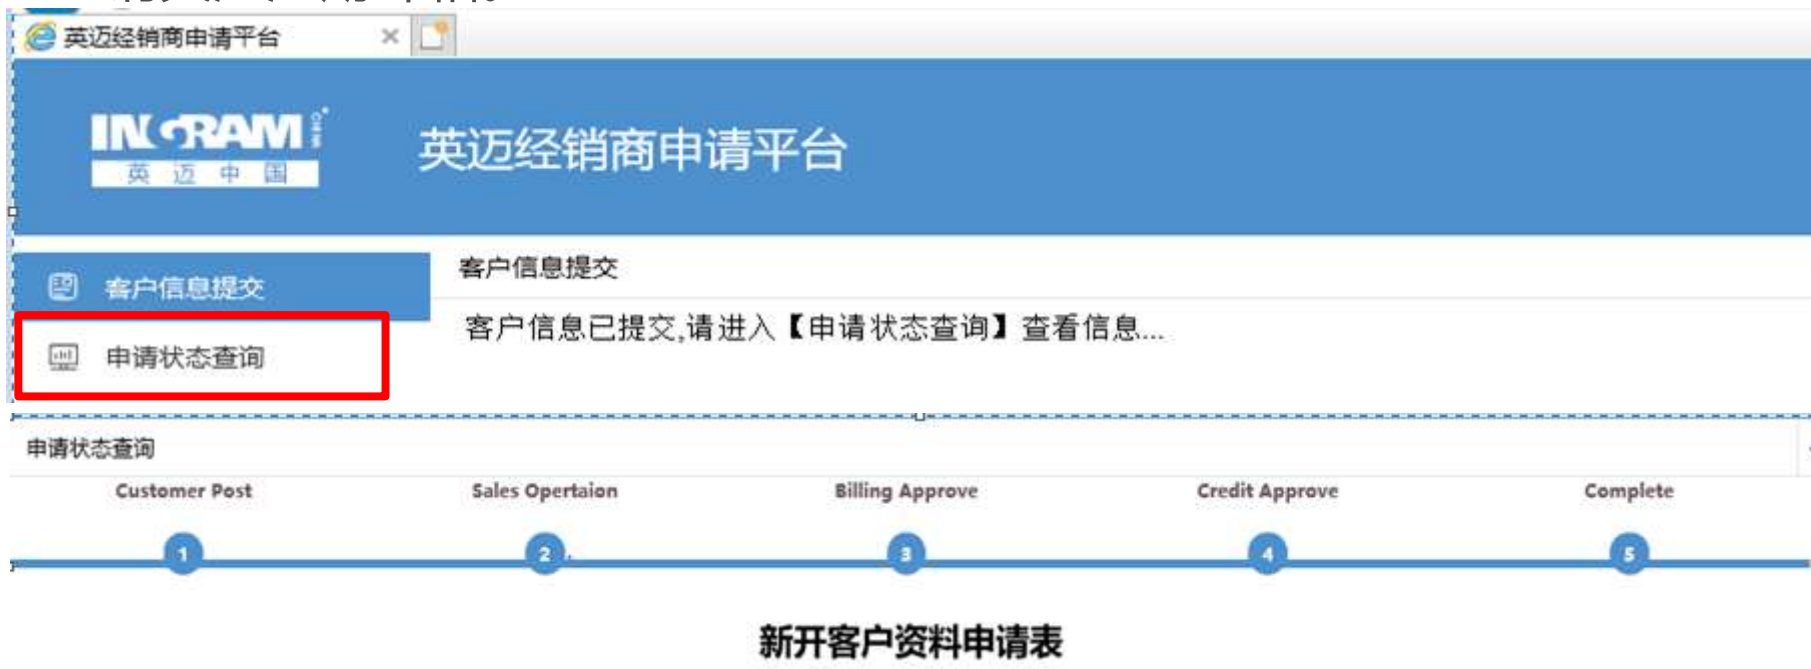 英迈经销商申请平台
INGRAM
英迈中国
英迈经销商申请平台
客户信息提交
申请状态查询
客户信息提交
客户信息已提交,请进入【申请状态查询】查看信息...
申请状态查询
Customer Post
Sales Opertaion
Billing Approve
Credit Approve
Complete
1
2
3
4
5
新开客户资料申请表